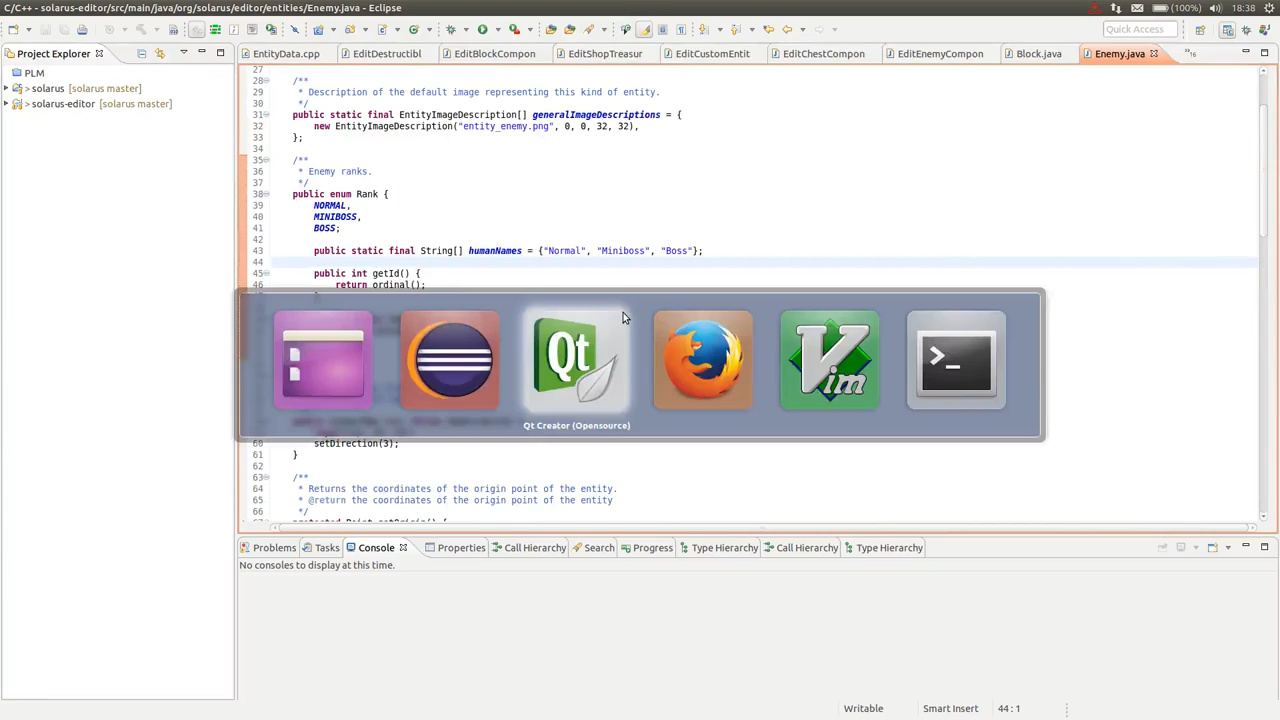 C/C++ - solarus-editor/src/main/java/org/solarus/editor/entities/Enemy.java - Eclipse
(100%) 18:38
Quick Access
Project Explorer
EntityData.cpp EditDestructibl EditBlockCompon EditShopTreasur EditCustomEntit EditChestCompon EditEnemyCompon Block.java Enemy.java »16
PLM
> solarus [solarus master]
> solarus-editor [solarus master]
27
28 /**
29 * Description of the default image representing this kind of entity.
30 */
31 public static final EntityImageDescription[] generalImageDescriptions = {
32 new EntityImageDescription("entity_enemy.png", 0, 0, 32, 32),
33 };
34
35 /**
36 * Enemy ranks.
37 */
38 public enum Rank {
39 NORMAL,
40 MINIBOSS,
41 BOSS;
42
43 public static final String[] humanNames = {"Normal", "Miniboss", "Boss"};
44
45 public int getId() {
46 return ordinal();
Qt
Vim
>_
Qt Creator (Opensource)
60 setDirection(3);
61 }
62
63 /**
64 * Returns the coordinates of the origin point of the entity.
65 * @return the coordinates of the origin point of the entity
66 */
Problems Tasks Console Properties Call Hierarchy Search Progress Type Hierarchy Call Hierarchy Type Hierarchy
No consoles to display at this time.
Writable Smart Insert 44 : 1